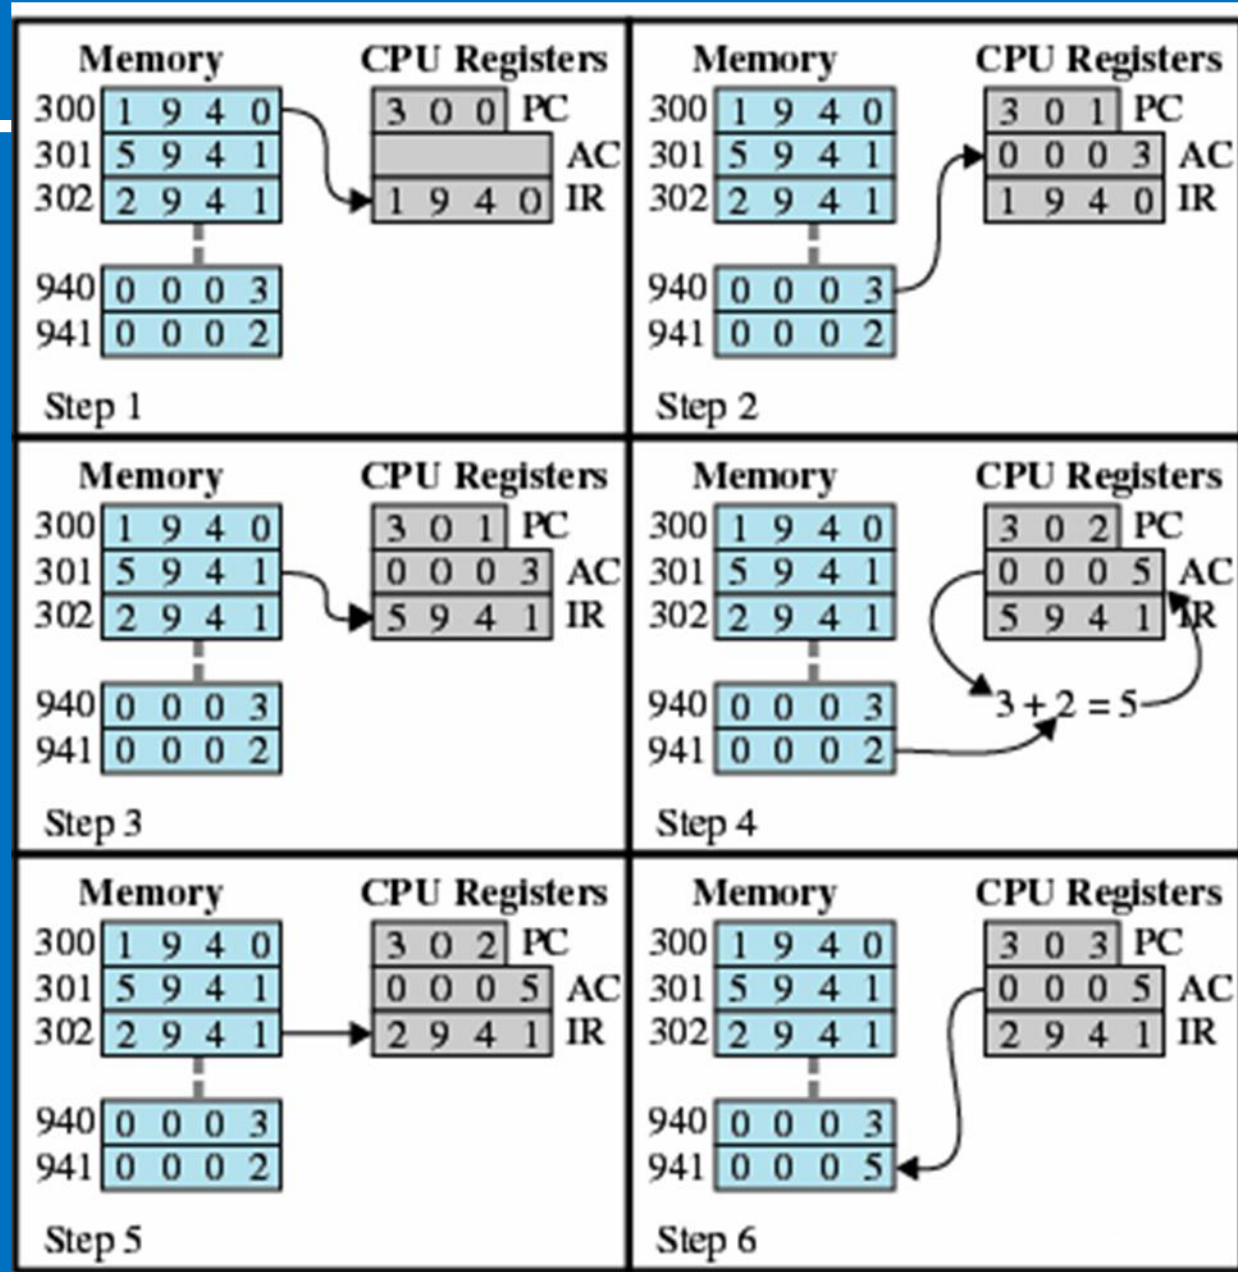 Memory CPU Registers
300 1 9 4 0 3 0 0 PC
301 5 9 4 1 AC
302 2 9 4 1 1 9 4 0 IR
940 0 0 0 3
941 0 0 0 2
Step 1
Memory CPU Registers
300 1 9 4 0 3 0 1 PC
301 5 9 4 1 0 0 0 3 AC
302 2 9 4 1 1 9 4 0 IR
940 0 0 0 3
941 0 0 0 2
Step 2
Memory CPU Registers
300 1 9 4 0 3 0 1 PC
301 5 9 4 1 0 0 0 3 AC
302 2 9 4 1 5 9 4 1 IR
940 0 0 0 3
941 0 0 0 2
Step 3
Memory CPU Registers
300 1 9 4 0 3 0 2 PC
301 5 9 4 1 0 0 0 5 AC
302 2 9 4 1 5 9 4 1 IR
940 0 0 0 3 3 + 2 = 5
941 0 0 0 2
Step 4
Memory CPU Registers
300 1 9 4 0 3 0 2 PC
301 5 9 4 1 0 0 0 5 AC
302 2 9 4 1 2 9 4 1 IR
940 0 0 0 3
941 0 0 0 2
Step 5
Memory CPU Registers
300 1 9 4 0 3 0 3 PC
301 5 9 4 1 0 0 0 5 AC
302 2 9 4 1 2 9 4 1 IR
940 0 0 0 3
941 0 0 0 5
Step 6